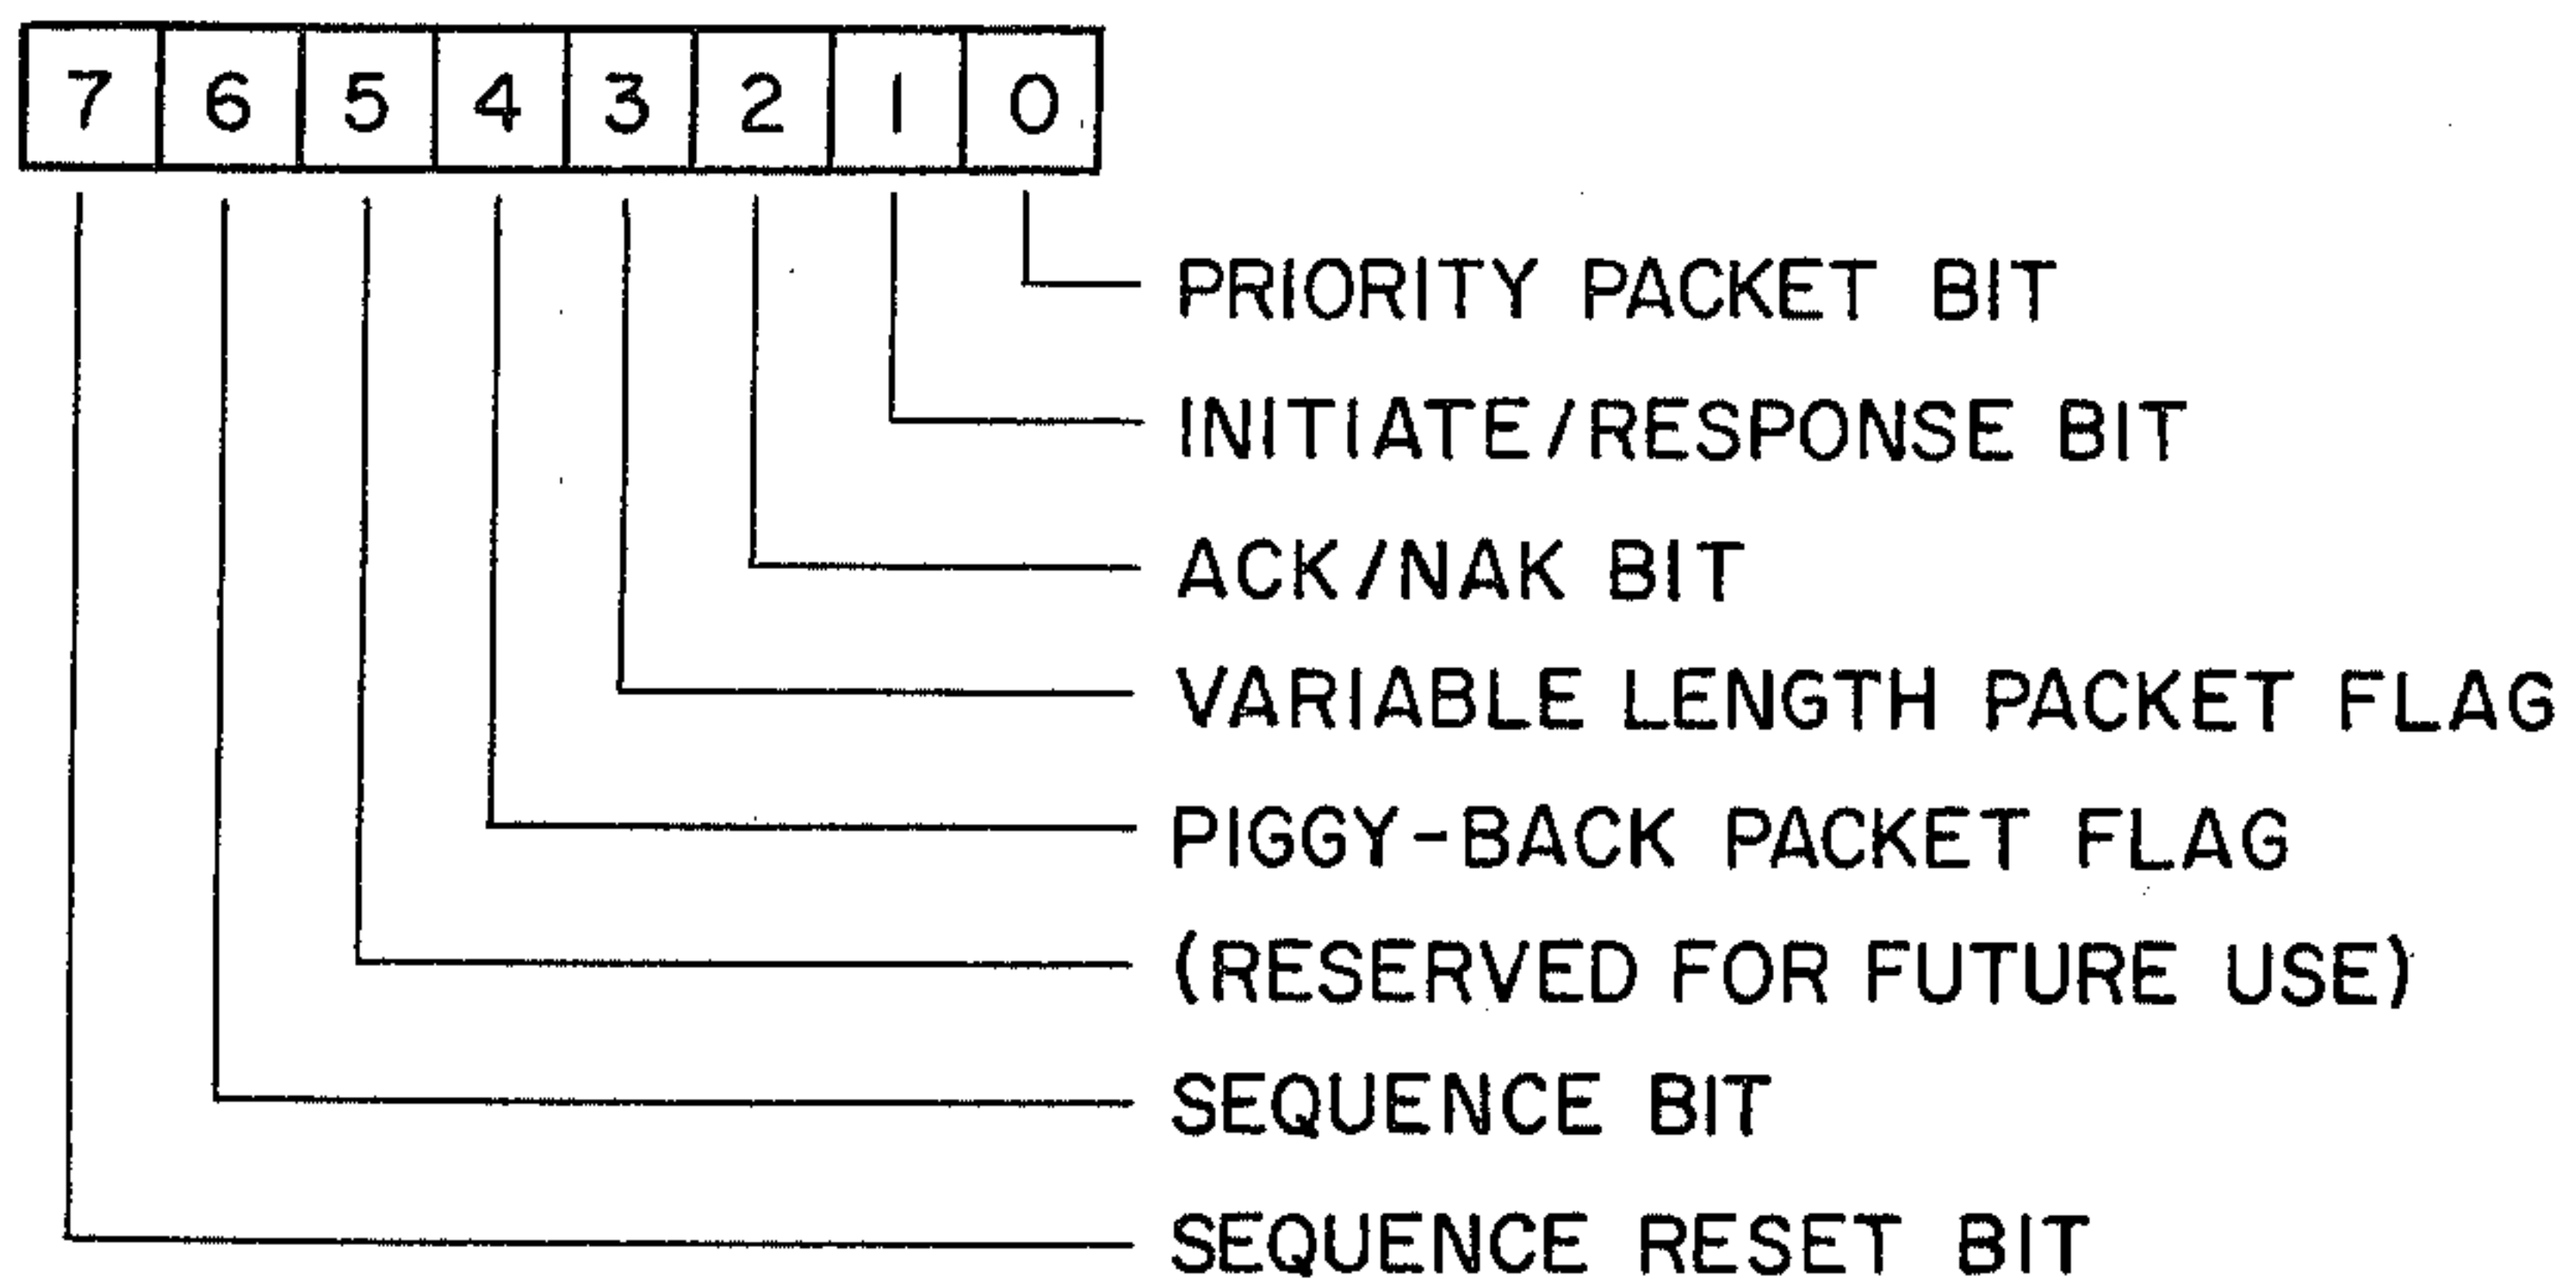 7 6 5 4 3 2 1 0
PRIORITY PACKET BIT
INITIATE/RESPONSE BIT
ACK/NAK BIT
VARIABLE LENGTH PACKET FLAG
PIGGY-BACK PACKET FLAG
(RESERVED FOR FUTURE USE)
SEQUENCE BIT
SEQUENCE RESET BIT